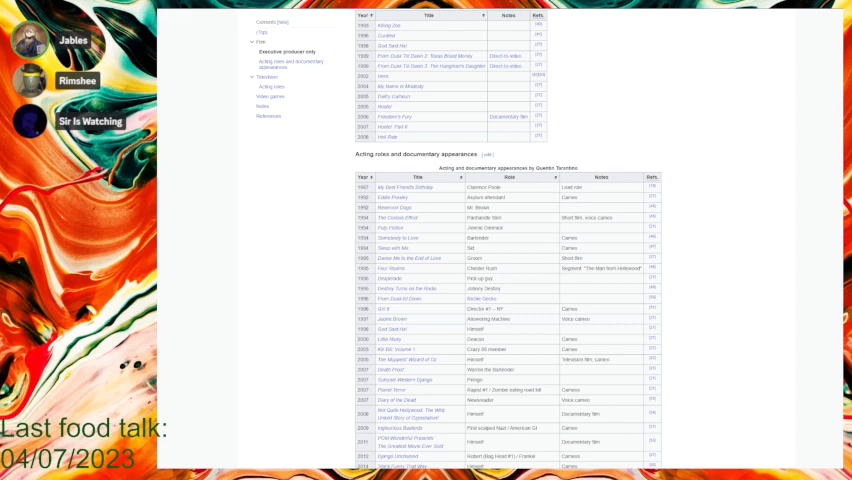 Jables
Rimshee
Sir Is Watching
Last food talk:
04/07/2023
Contents [hide]
(Top)
Film
Executive producer only
Acting roles and documentary
appearances
Television
Acting roles
Video games
Notes
References
Year Title Notes Refs.
1993 Killing Zoe
1996 Curdled
1998 God Said Ha!
1999 From Dusk Till Dawn 2: Texas Blood Money Direct-to-video
1999 From Dusk Till Dawn 3: The Hangman's Daughter Direct-to-video
2002 Hero
2004 My Name Is Modesty
2005 Daltry Calhoun
2005 Hostel
2006 Freedom's Fury Documentary film
2007 Hostel: Part II
2008 Hell Ride
Acting roles and documentary appearances [edit]
Acting and documentary appearances by Quentin Tarantino
Year Title Role Notes Refs.
1987 My Best Friend's Birthday Clarence Poole Lead role
1992 Eddie Presley Asylum attendant Cameo
1992 Reservoir Dogs Mr. Brown
1994 The Coriolis Effect Panhandle Slim Short film, voice cameo
1994 Pulp Fiction Jimmie Dimmick
1994 Somebody to Love Bartender Cameo
1994 Sleep with Me Sid Cameo
1995 Dance Me to the End of Love Groom Short film
1995 Four Rooms Chester Rush Segment: "The Man from Hollywood"
1995 Desperado Pick-up guy
1995 Destiny Turns on the Radio Johnny Destiny
1996 From Dusk till Dawn Richie Gecko
1996 Girl 6 Director #1 – NY Cameo
1997 Jackie Brown Answering Machine Voice cameo
1998 God Said Ha! Himself Cameo
2000 Little Nicky Deacon Cameo
2003 Kill Bill: Volume 1 Crazy 88 member Cameo
2005 The Muppets' Wizard of Oz Himself Television film, cameo
2007 Death Proof Warren the Bartender
2007 Sukiyaki Western Django Piringo
2007 Planet Terror Rapist #1 / Zombie eating road kill Cameos
2007 Diary of the Dead Newsreader Voice cameo
2008 Not Quite Hollywood: The Wild,
Untold Story of Ozploitation! Himself Documentary film
2009 Inglourious Basterds First scalped Nazi / American GI Cameo
2011 POM Wonderful Presents:
The Greatest Movie Ever Sold Himself Documentary film
2012 Django Unchained Robert (Bag Head #1) / Frankie Cameos
2014 She's Funny That Way Himself Cameo